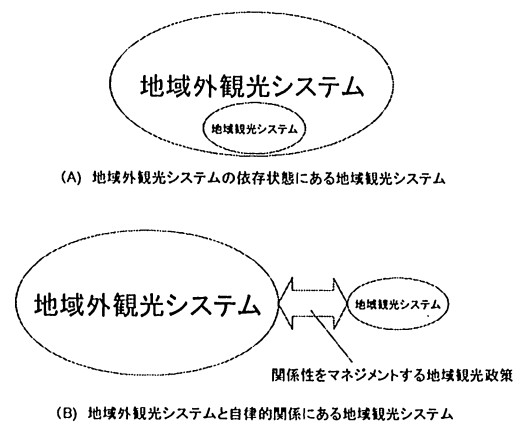 地域外観光システム
地域観光システム
(A) 地域外観光システムの依存状態にある地域観光システム
地域外観光システム
地域観光システム
関係性をマネジメントする地域観光政策
(B) 地域外観光システムと自律的関係にある地域観光システム